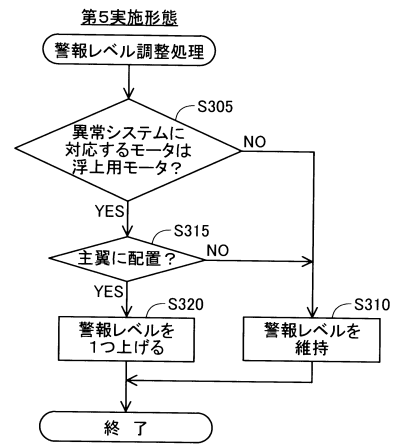 第5実施形態
警報レベル調整処理
S305
異常システムに
対応するモータは
浮上用モータ？
NO
YES
S315
主翼に配置？
NO
YES
S320
警報レベルを
1つ上げる
S310
警報レベルを
維持
終 了